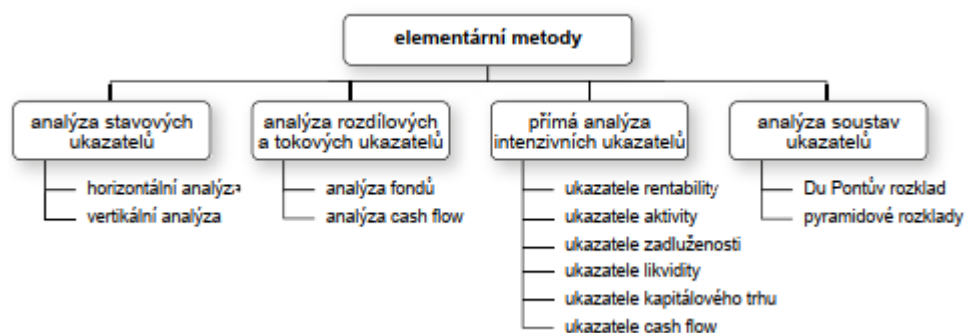 elementární metody
analýza stavových
ukazatelů
horizontální analýza
vertikální analýza
analýza rozdílových
a tokových ukazatelů
analýza fondů
analýza cash flow
přímá analýza
intenzivních ukazatelů
ukazatele rentability
ukazatele aktivity
ukazatele zadluženosti
ukazatele likvidity
ukazatele kapitálového trhu
ukazatele cash flow
analýza soustav
ukazatelů
Du Pontův rozklad
pyramidové rozklady